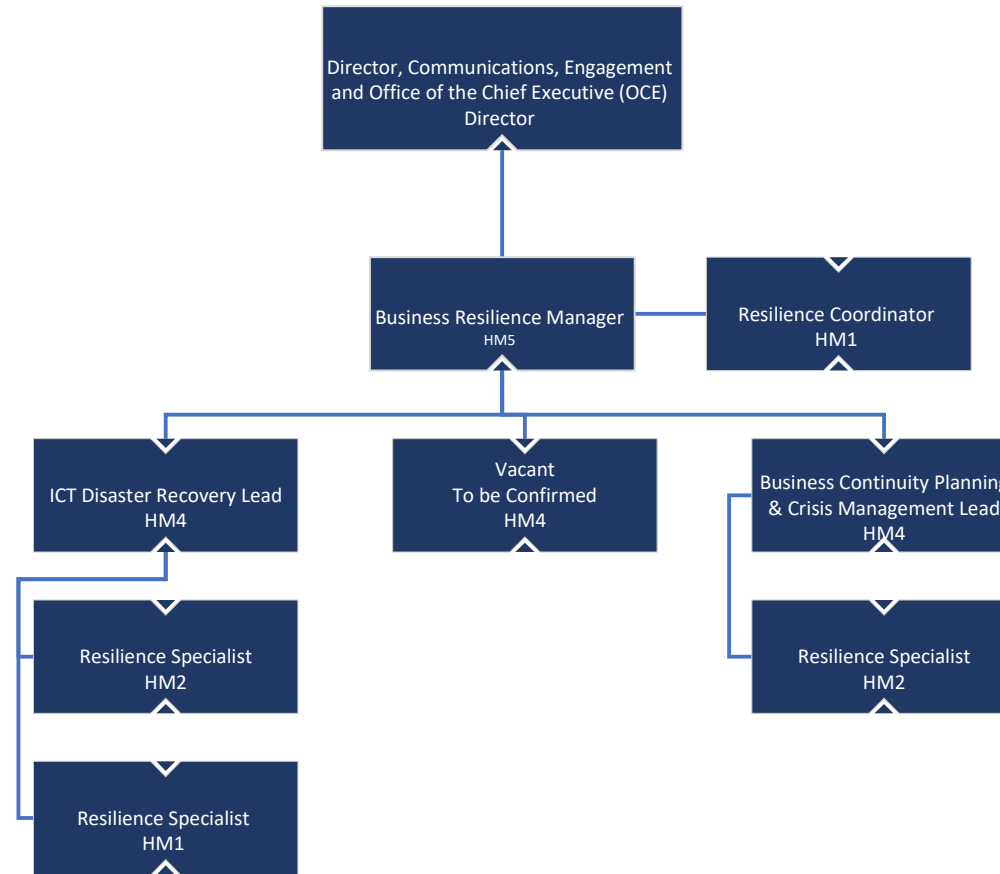 Director, Communications, Engagement
and Office of the Chief Executive (OCE)
Director
Business Resilience Manager
HM5
Resilience Coordinator
HM1
ICT Disaster Recovery Lead
HM4
Vacant
To be Confirmed
HM4
Business Continuity Planning
& Crisis Management Lead
HM4
Resilience Specialist
HM2
Resilience Specialist
HM2
Resilience Specialist
HM1